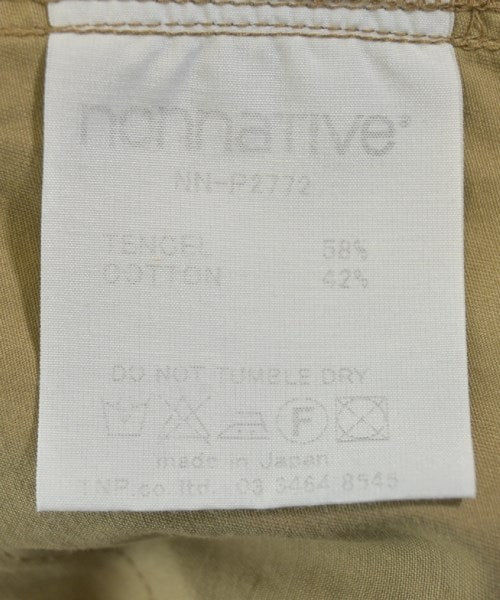 nonnative®
NN-P2772
TENCEL 58%
COTTON 42%
DO NOT TUMBLE DRY
F
made in Japan
TNP.co.ltd. 03 3464 8545